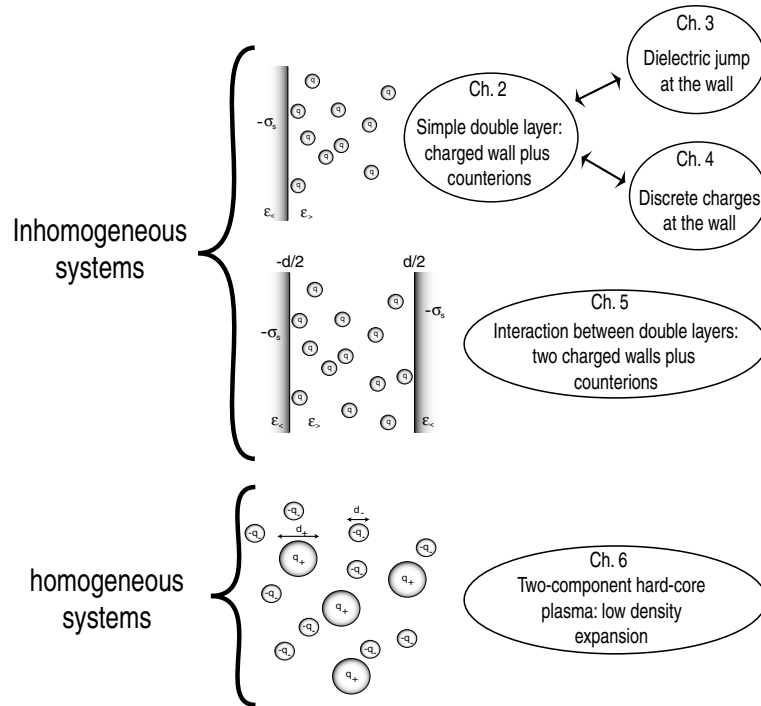 Inhomogeneous
systems
-σₛ
ε<
ε>
q
q
q
q
q
q
q
q
q
q
Ch. 2
Simple double layer:
charged wall plus
counterions
Ch. 3
Dielectric jump
at the wall
Ch. 4
Discrete charges
at the wall
-d/2
d/2
-σₛ
-σₛ
ε<
ε>
ε<
q
q
q
q
q
q
q
q
q
q
q
q
q
Ch. 5
Interaction between double layers:
two charged walls plus
counterions
homogeneous
systems
-q₋
-q₋
d₊
d₋
-q₋
-q₋
q₊
-q₋
q₊
-q₋
q₊
-q₋
-q₋
-q₋
-q₋
q₊
Ch. 6
Two-component hard-core
plasma: low density
expansion